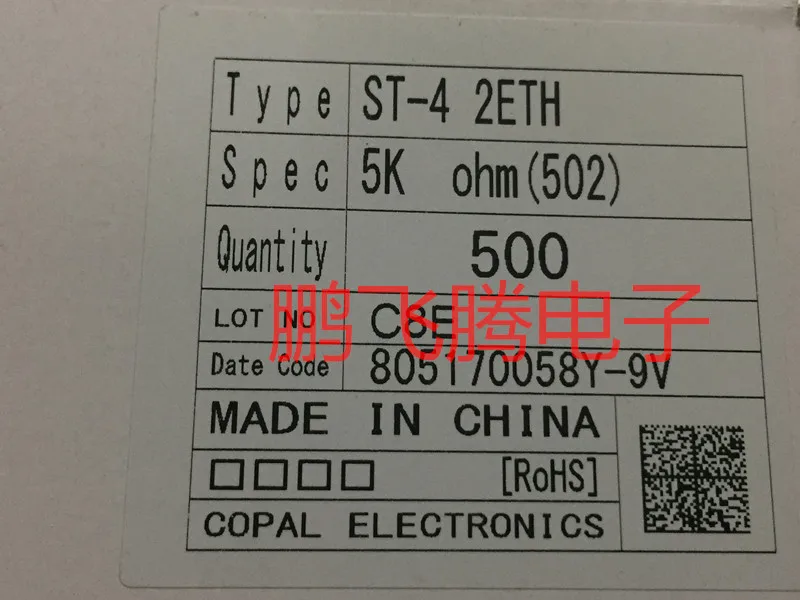 Type ST-4 2ETH
Spec 5K ohm(502)
Quantity 500
鹏飞腾电子
LOT NO C8E
Date Code 805170058Y-9V
MADE IN CHINA
□□□□ [RoHS]
COPAL ELECTRONICS